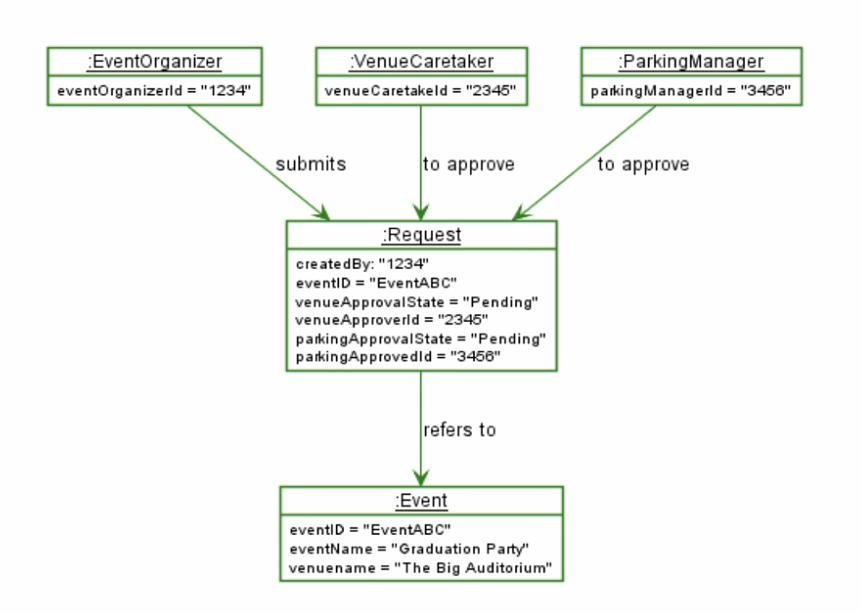 :EventOrganizer
eventOrganizerId = "1234"
:VenueCaretaker
venueCaretakeId = "2345"
:ParkingManager
parkingManagerId = "3456"
submits
to approve
to approve
:Request
createdBy: "1234"
eventID = "EventABC"
venueApprovalState = "Pending"
venueApproverId = "2345"
parkingApprovalState = "Pending"
parkingApprovedId = "3456"
refers to
:Event
eventID = "EventABC"
eventName = "Graduation Party"
venuename = "The Big Auditorium"